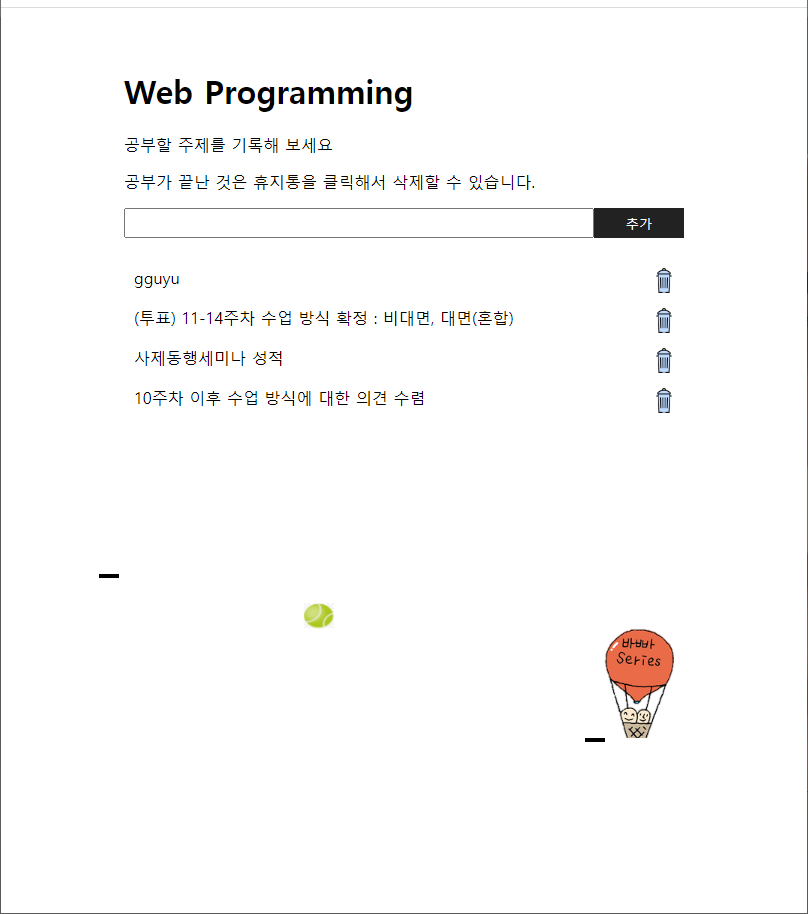 Web Programming
공부할 주제를 기록해 보세요
공부가 끝난 것은 휴지통을 클릭해서 삭제할 수 있습니다.
추가
gguyu
(투표) 11-14주차 수업 방식 확정 : 비대면, 대면(혼합)
사제동행세미나 성적
10주차 이후 수업 방식에 대한 의견 수렴
바빠
Series